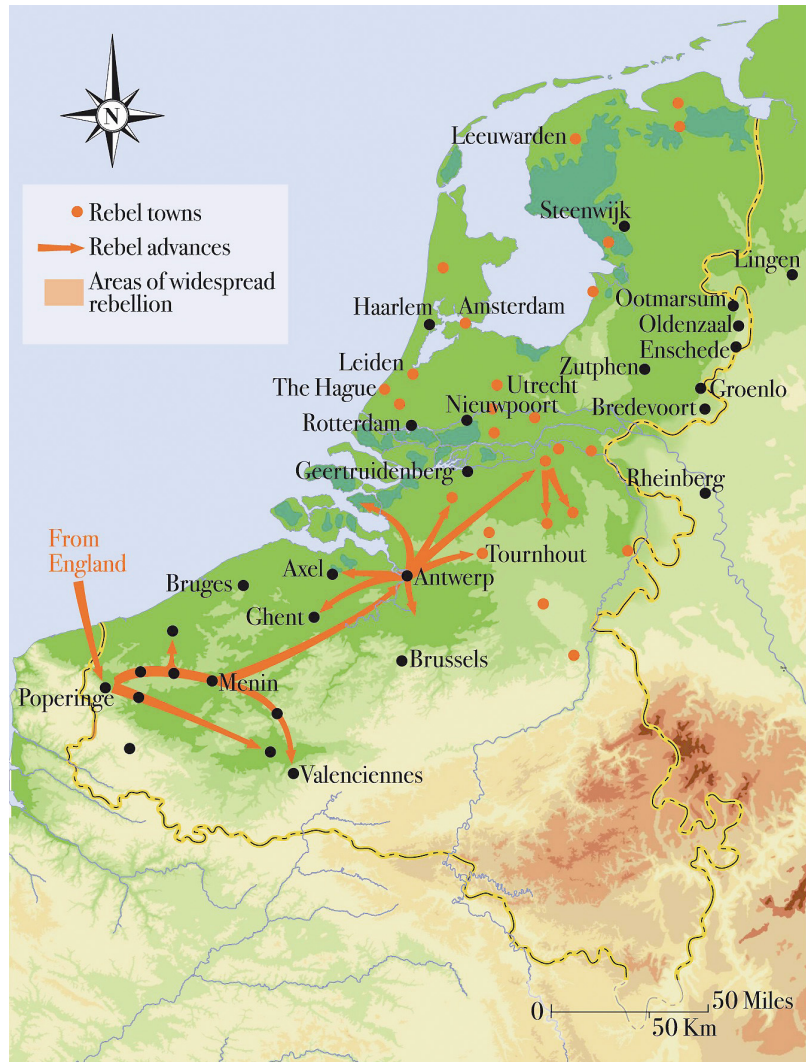 N
Rebel towns
Rebel advances
Areas of widespread
rebellion
Leeuwarden
Steenwijk
Lingen
Ootmarsum
Haarlem
Amsterdam
Oldenzaal
Enschede
Leiden
Zutphen
The Hague
Utrecht
Groenlo
Nieuwpoort
Bredevoort
Rotterdam
Geertruidenberg
Rheinberg
From
England
Tournhout
Axel
Antwerp
Bruges
Ghent
Brussels
Poperinge
Menin
Valenciennes
0
50 Miles
50 Km